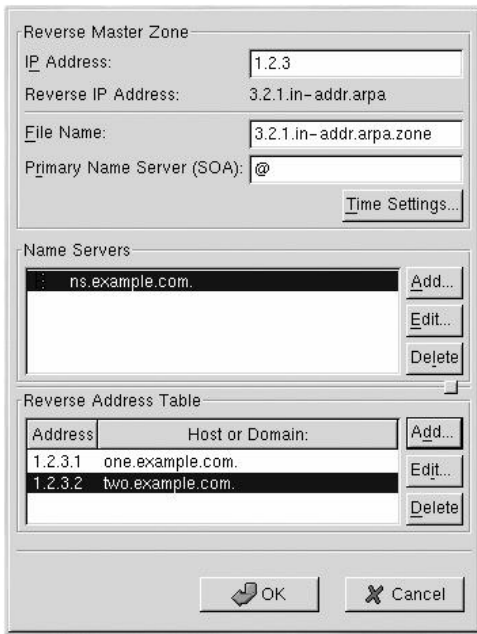 Reverse Master Zone
IP Address: 1.2.3
Reverse IP Address: 3.2.1.in-addr.arpa
File Name: 3.2.1.in-addr.arpa.zone
Primary Name Server (SOA): @
Time Settings...
Name Servers
ns.example.com.
Add...
Edit...
Delete
Reverse Address Table
Address Host or Domain:
1.2.3.1 one.example.com.
1.2.3.2 two.example.com.
Add...
Edit...
Delete
OK Cancel